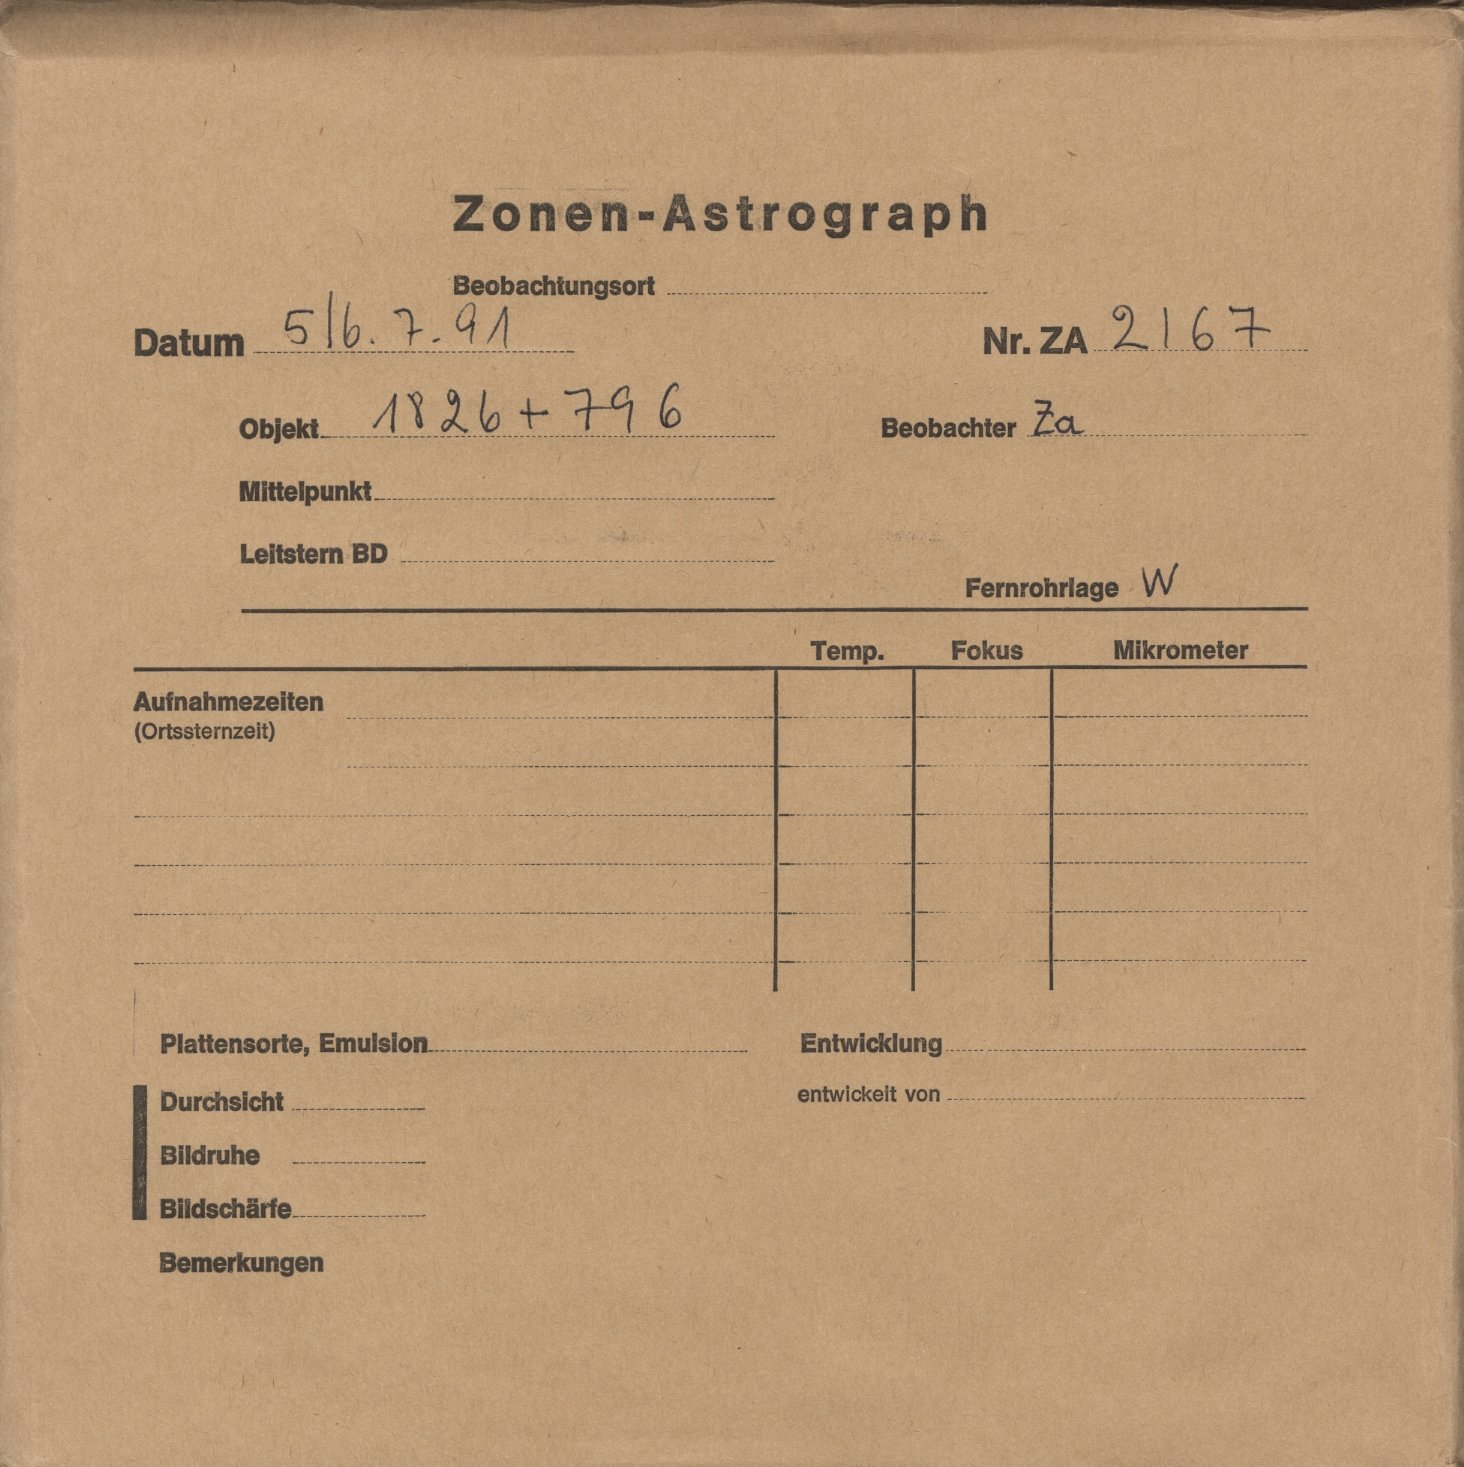 Zonen-Astrograph
Beobachtungsort
Datum 5/6.7.91
Nr. ZA 2167
Objekt 1826+796
Beobachter Za
Mittelpunkt
Leitstern BD
Fernrohrlage W
Temp. Fokus Mikrometer
Aufnahmezeiten
(Ortssternzeit)
Plattensorte, Emulsion
Entwicklung
Durchsicht
entwickelt von
Bildruhe
Bildschärfe
Bemerkungen